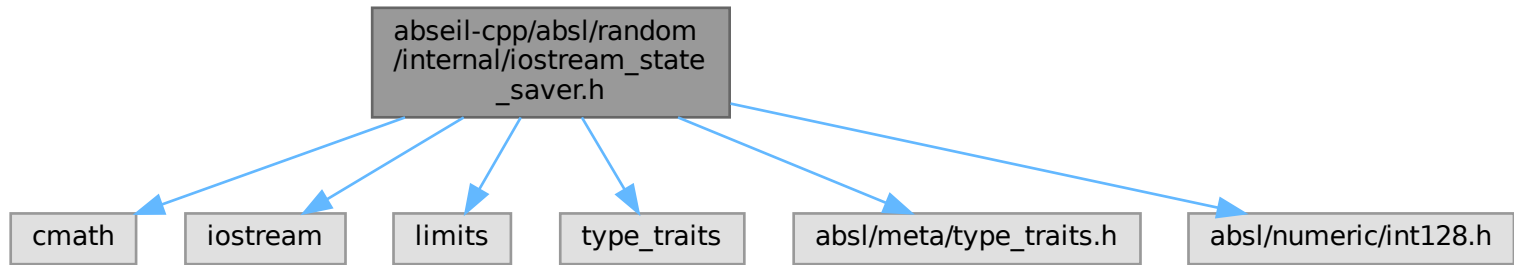 abseil-cpp/absl/random
/internal/iostream_state
_saver.h
cmath
iostream
limits
type_traits
absl/meta/type_traits.h
absl/numeric/int128.h